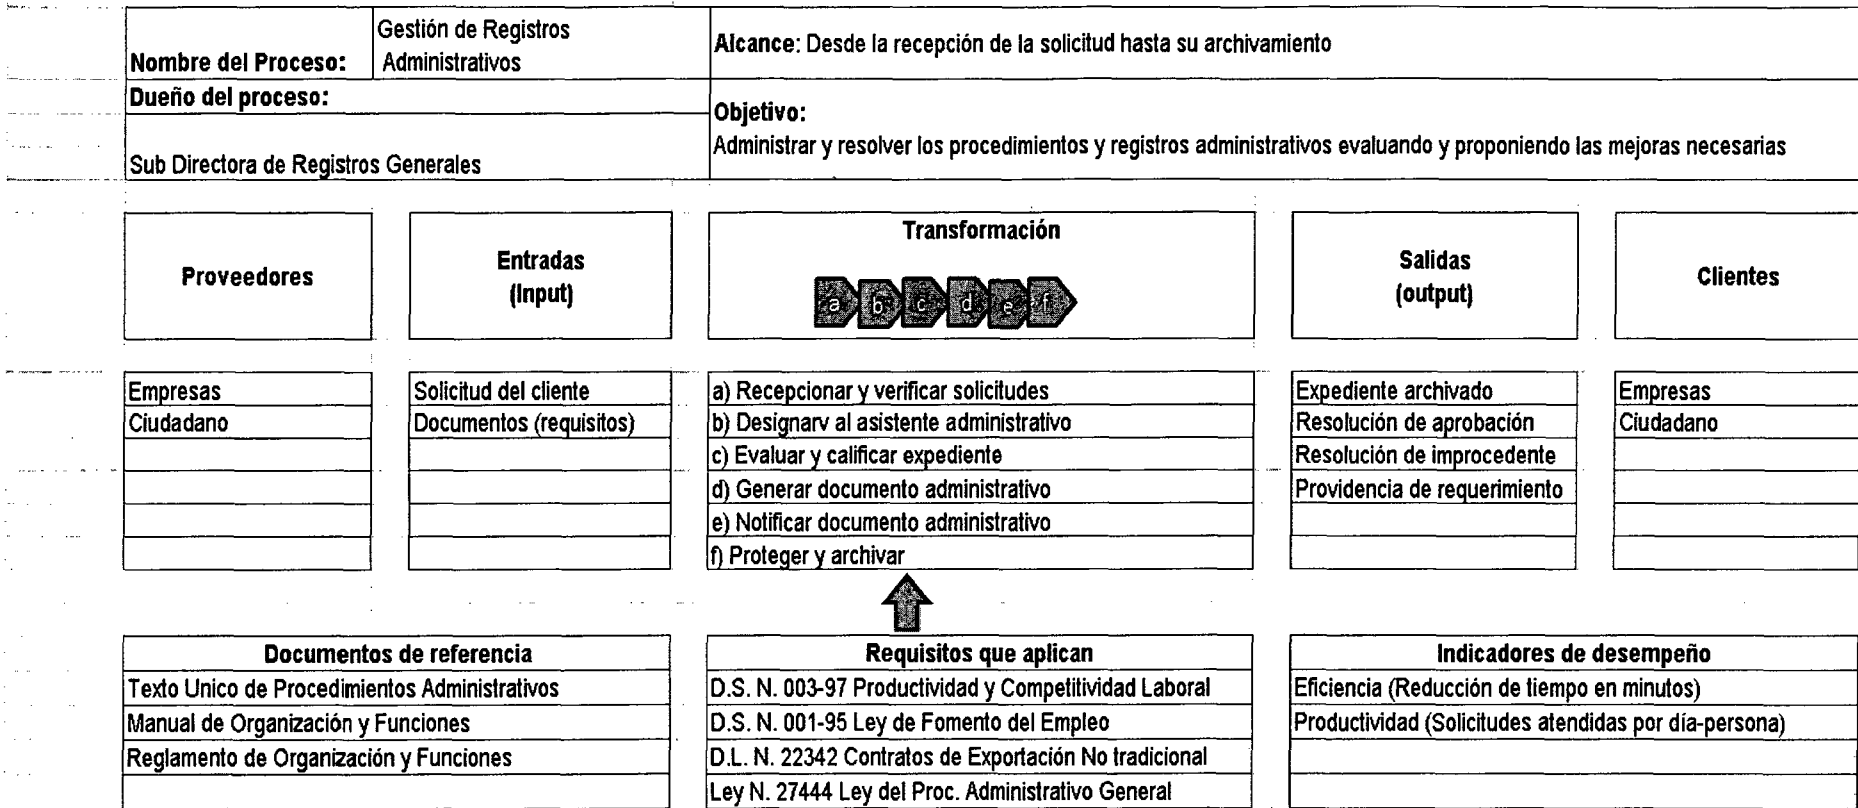 Nombre del Proceso:
Gestión de Registros
Administrativos
Alcance: Desde la recepción de la solicitud hasta su archivamiento
Dueño del proceso:
Sub Directora de Registros Generales
Objetivo:
Administrar y resolver los procedimientos y registros administrativos evaluando y proponiendo las mejoras necesarias
Proveedores
Entradas
(Input)
Transformación
a b c d e f
Salidas
(output)
Clientes
Empresas
Ciudadano
Solicitud del cliente
Documentos (requisitos)
a) Recepcionar y verificar solicitudes
b) Designarv al asistente administrativo
c) Evaluar y calificar expediente
d) Generar documento administrativo
e) Notificar documento administrativo
f) Proteger y archivar
Expediente archivado
Resolución de aprobación
Resolución de improcedente
Providencia de requerimiento
Empresas
Ciudadano
Documentos de referencia
Texto Unico de Procedimientos Administrativos
Manual de Organización y Funciones
Reglamento de Organización y Funciones
Requisitos que aplican
D.S. N. 003-97 Productividad y Competitividad Laboral
D.S. N. 001-95 Ley de Fomento del Empleo
D.L. N. 22342 Contratos de Exportación No tradicional
Ley N. 27444 Ley del Proc. Administrativo General
Indicadores de desempeño
Eficiencia (Reducción de tiempo en minutos)
Productividad (Solicitudes atendidas por día-persona)